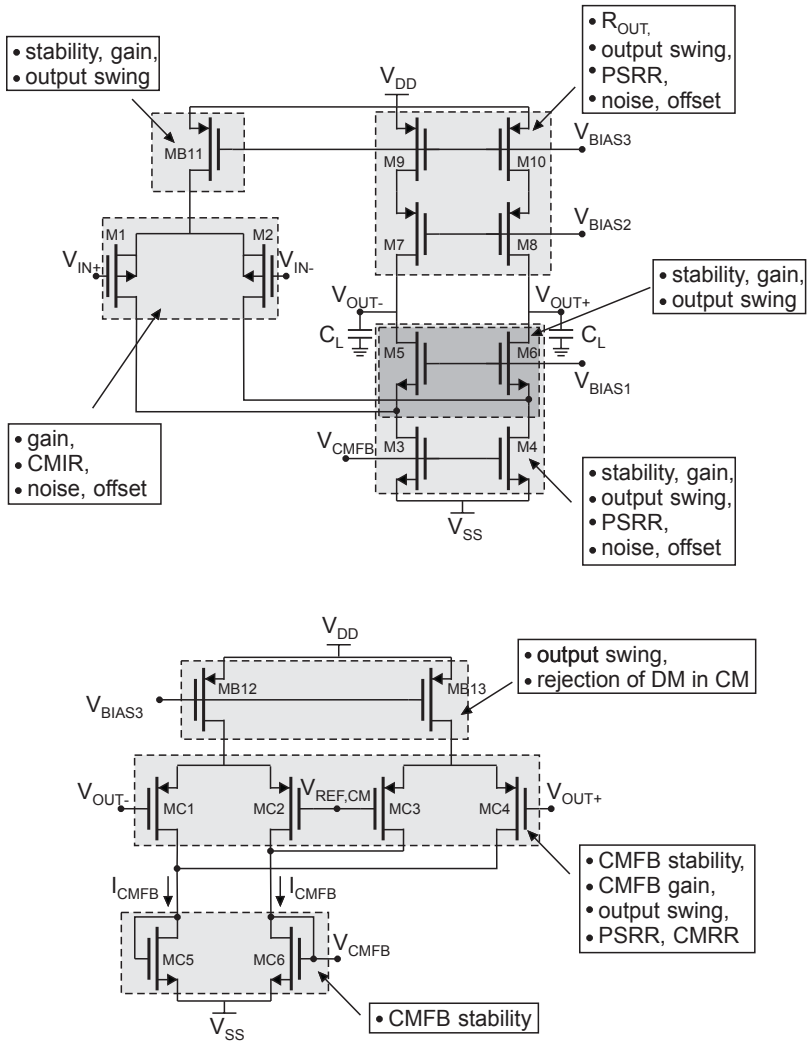 • stability, gain,
• output swing
V_DD
• R_OUT,
• output swing,
• PSRR,
• noise, offset
MB11
M9
M10
V_BIAS3
M1
M2
M7
M8
V_BIAS2
V_IN+
V_IN-
V_OUT-
V_OUT+
• stability, gain,
• output swing
C_L
C_L
M5
M6
V_BIAS1
• gain,
• CMIR,
• noise, offset
V_CMFB
M3
M4
V_SS
• stability, gain,
• output swing,
• PSRR,
• noise, offset
V_DD
MB12
MB13
• output swing,
• rejection of DM in CM
V_BIAS3
V_OUT-
MC1
MC2
V_REF,CM
MC3
MC4
V_OUT+
• CMFB stability,
• CMFB gain,
• output swing,
• PSRR, CMRR
I_CMFB
I_CMFB
MC5
MC6
V_CMFB
V_SS
• CMFB stability